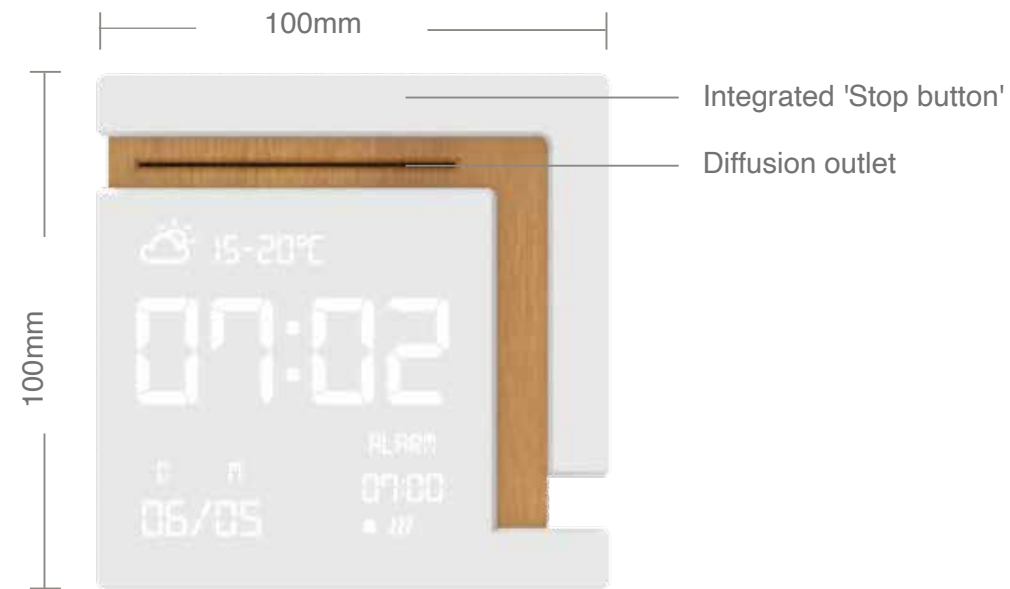 100mm
Integrated 'Stop button'
Diffusion outlet
100mm
15-20°C
07:02
ALARM
D M
07:00
06/05